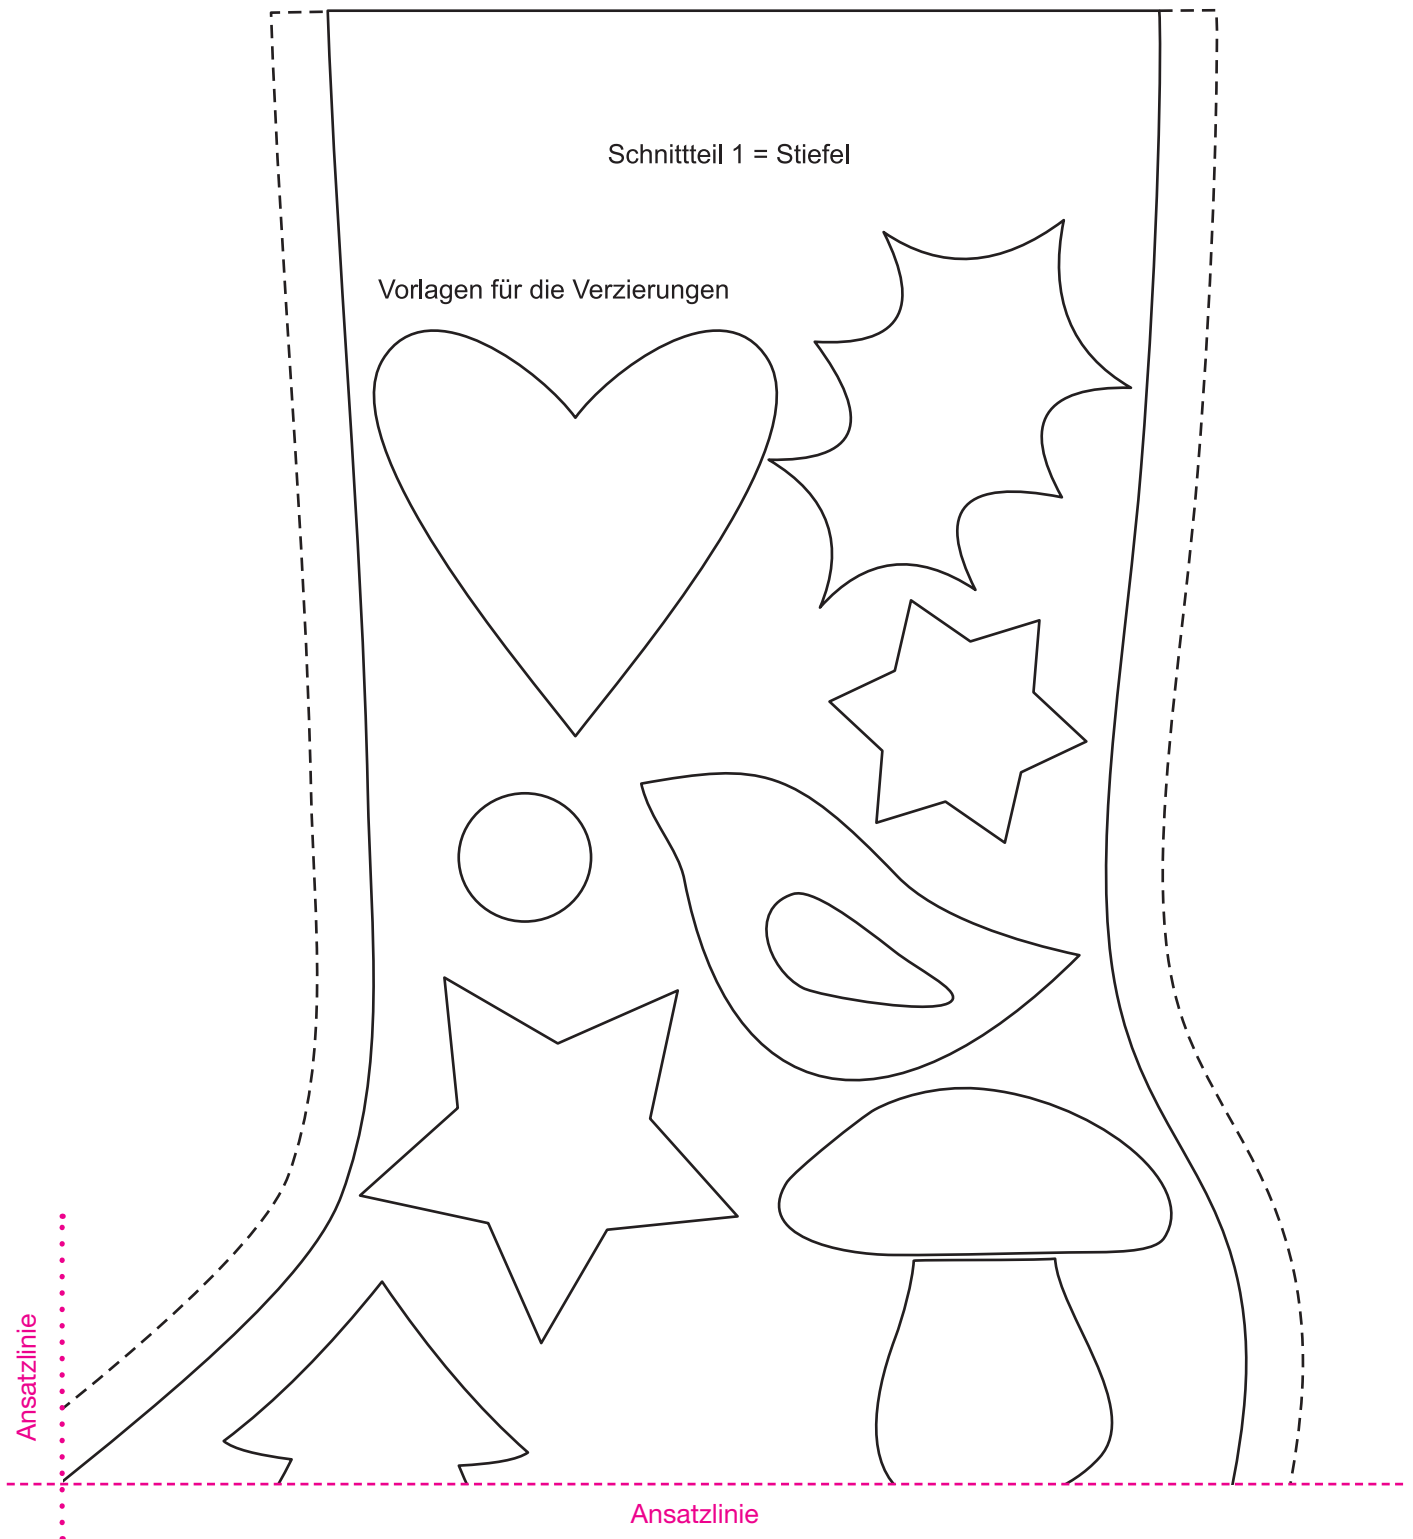 Schnittteil 1 = Stiefel
Vorlagen für die Verzierungen
Ansatzlinie
Ansatzlinie